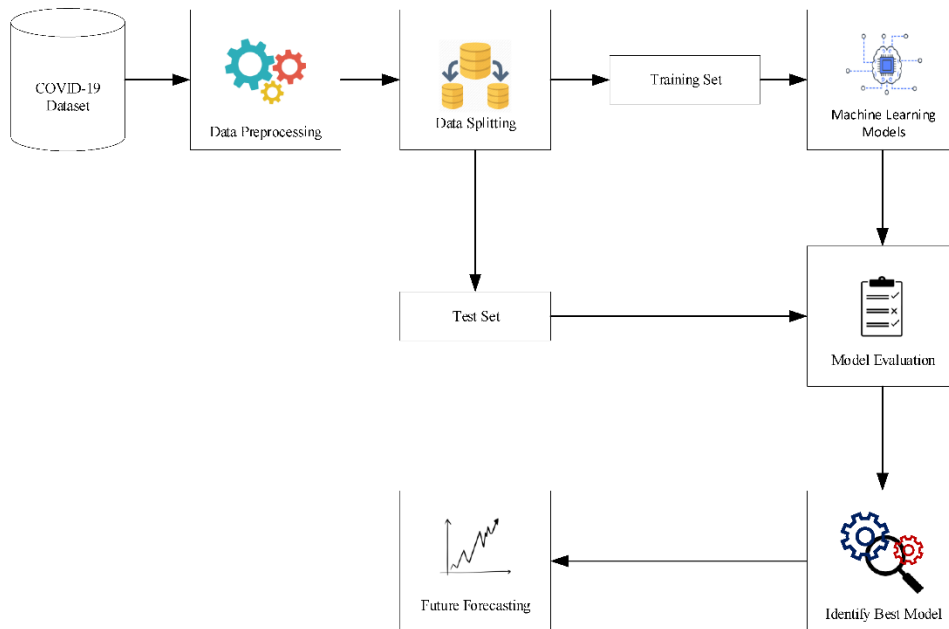 COVID-19
Dataset
Data Preprocessing
Data Splitting
Training Set
Machine Learning
Models
Test Set
Model Evaluation
Future Forecasting
Identify Best Model